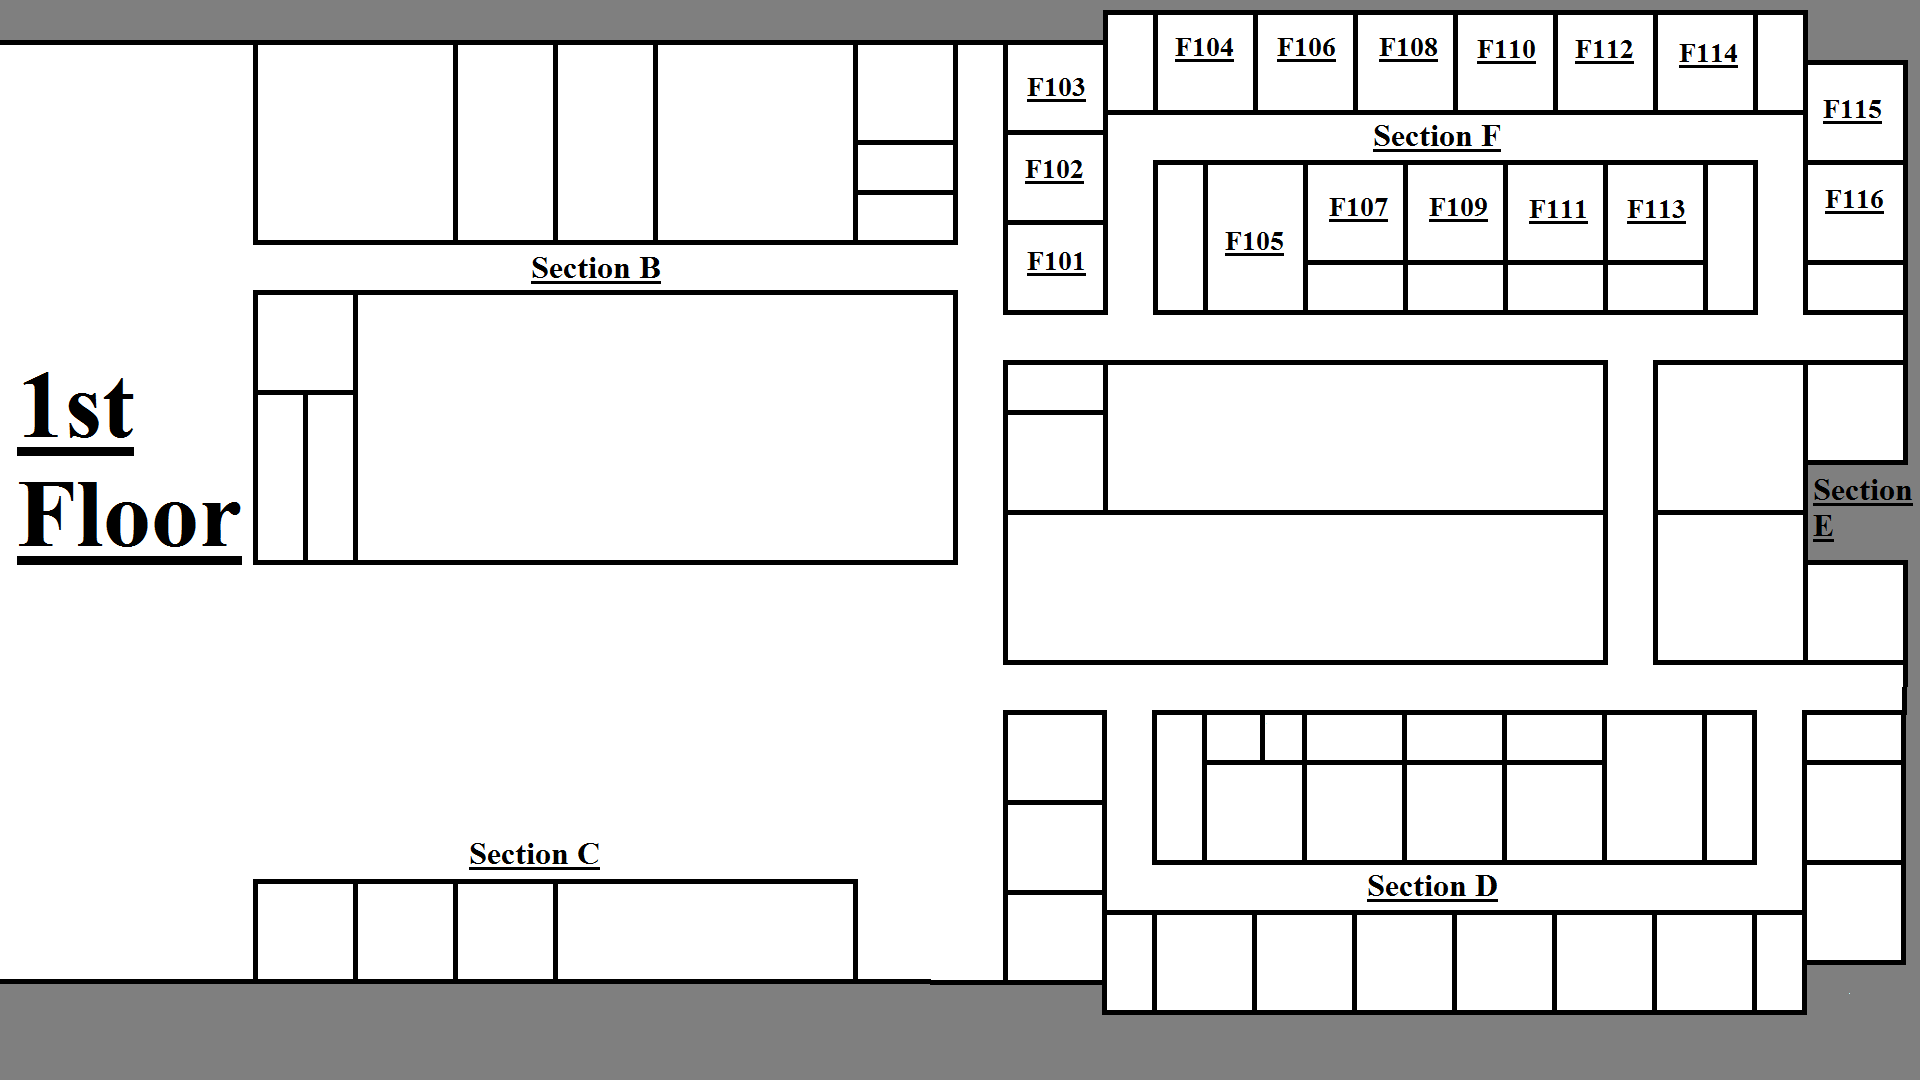 F104 F106 F108 F110 F112 F114
F103
F115
Section F
F102
F116
F107 F109 F111 F113
F105
F101
Section B
1st
Floor
Section
E
Section C
Section D